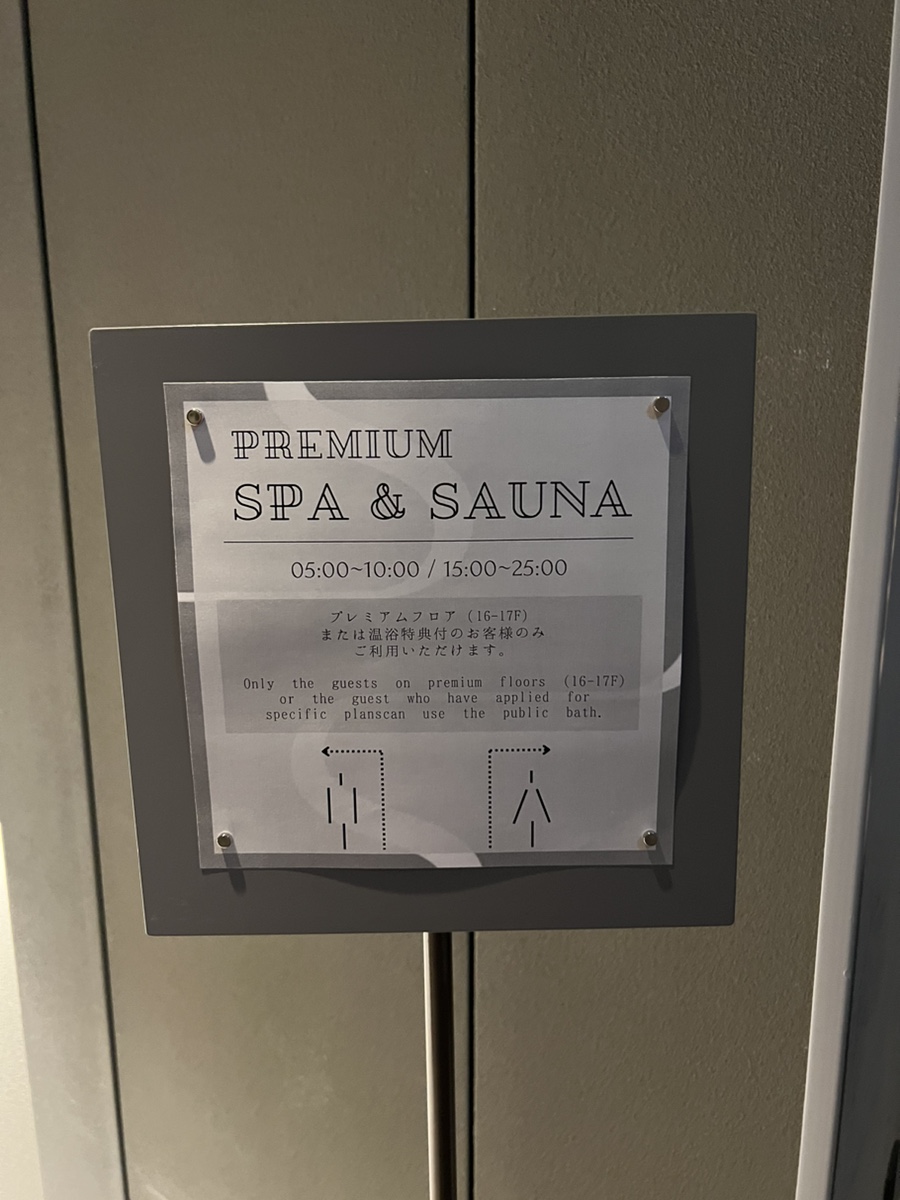 PREMIUM
SPA & SAUNA
05:00~10:00 / 15:00~25:00
プレミアムフロア (16-17F)
または温浴特典付のお客様のみ
ご利用いただけます。
Only the guests on premium floors (16-17F)
or the guest who have applied for
specific planscan use the public bath.